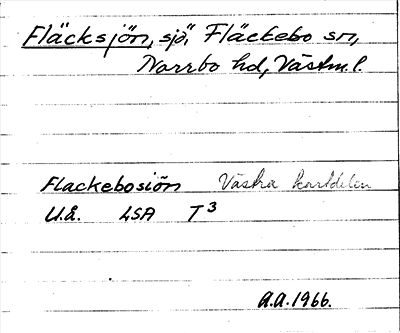 Fläcksjön, sjö, Fläckebo sn,
Norrbo hd, Västm. l.
Flackebosiön Västra kartdelen
U.å. LSA T3
A.A. 1966.